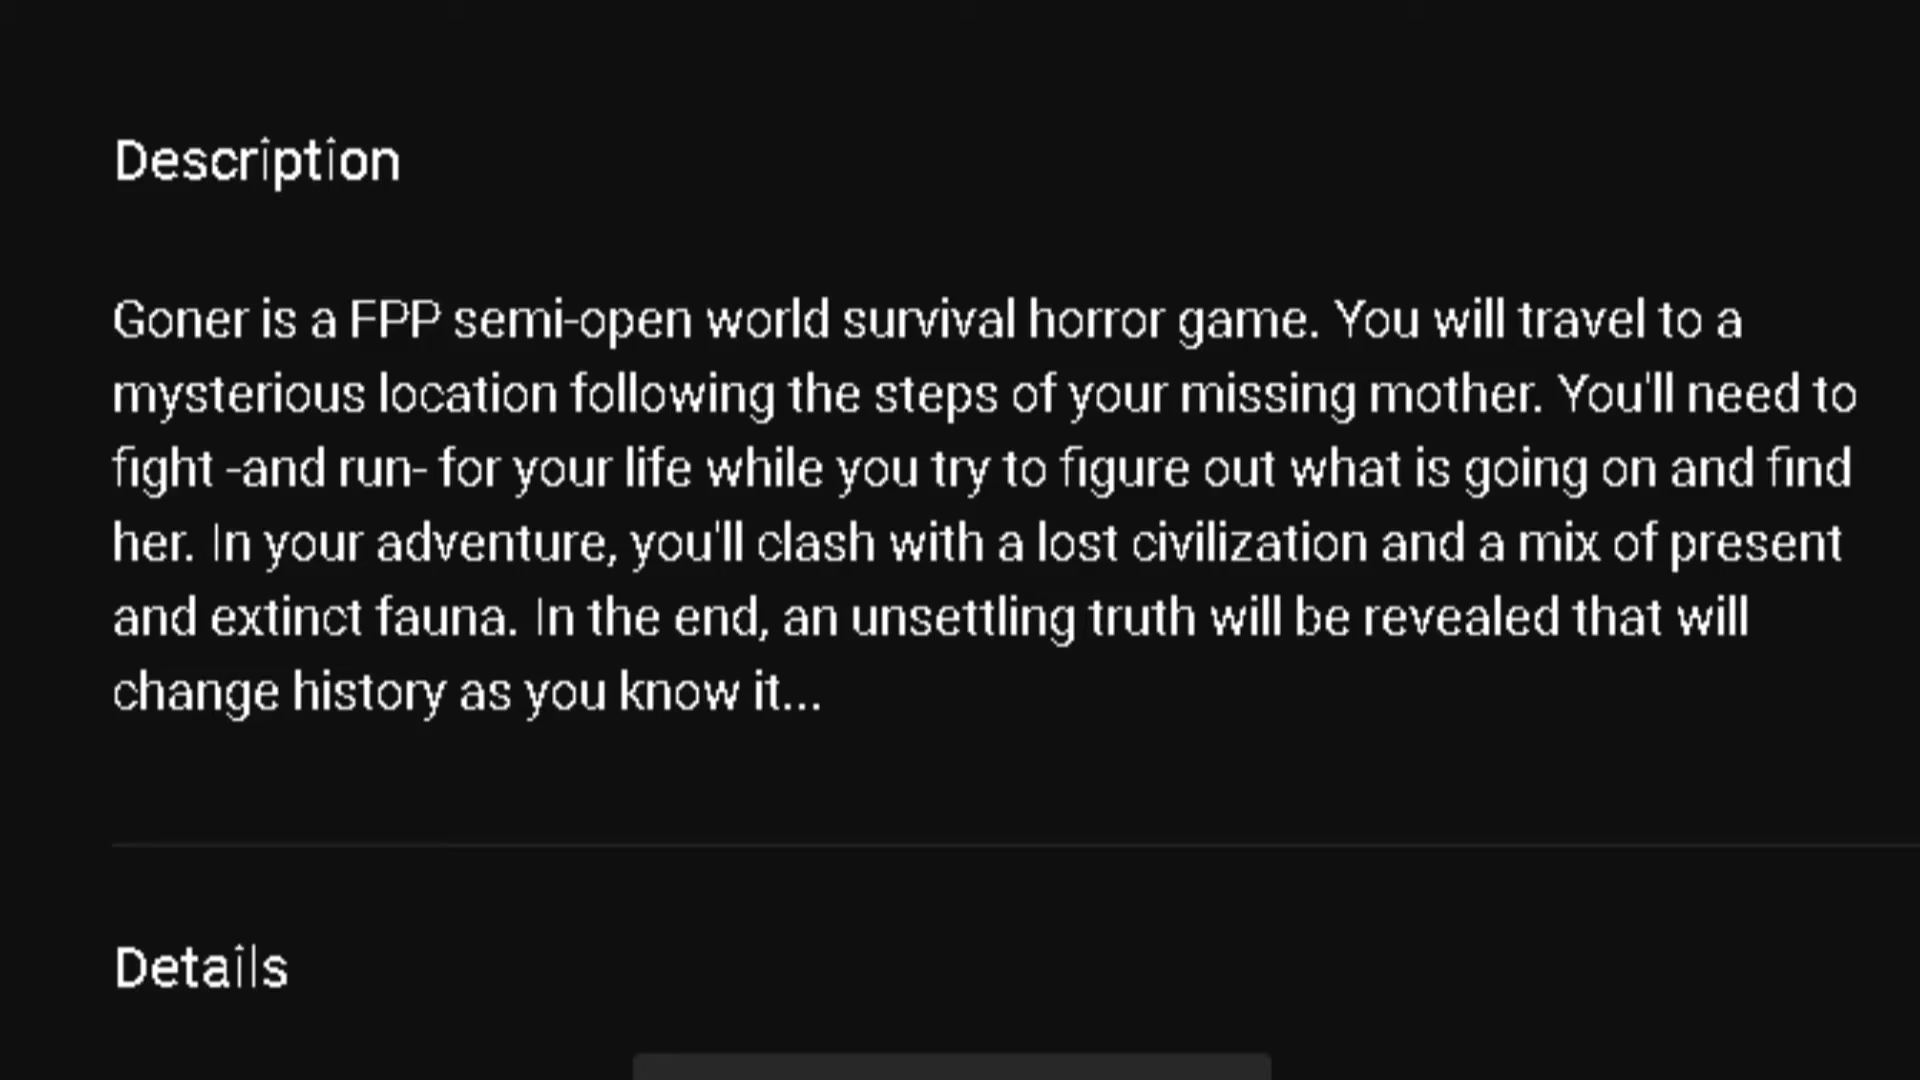 Description
Goner is a FPP semi-open world survival horror game. You will travel to a
mysterious location following the steps of your missing mother. You'll need to
fight -and run- for your life while you try to figure out what is going on and find
her. In your adventure, you'll clash with a lost civilization and a mix of present
and extinct fauna. In the end, an unsettling truth will be revealed that will
change history as you know it...
Details